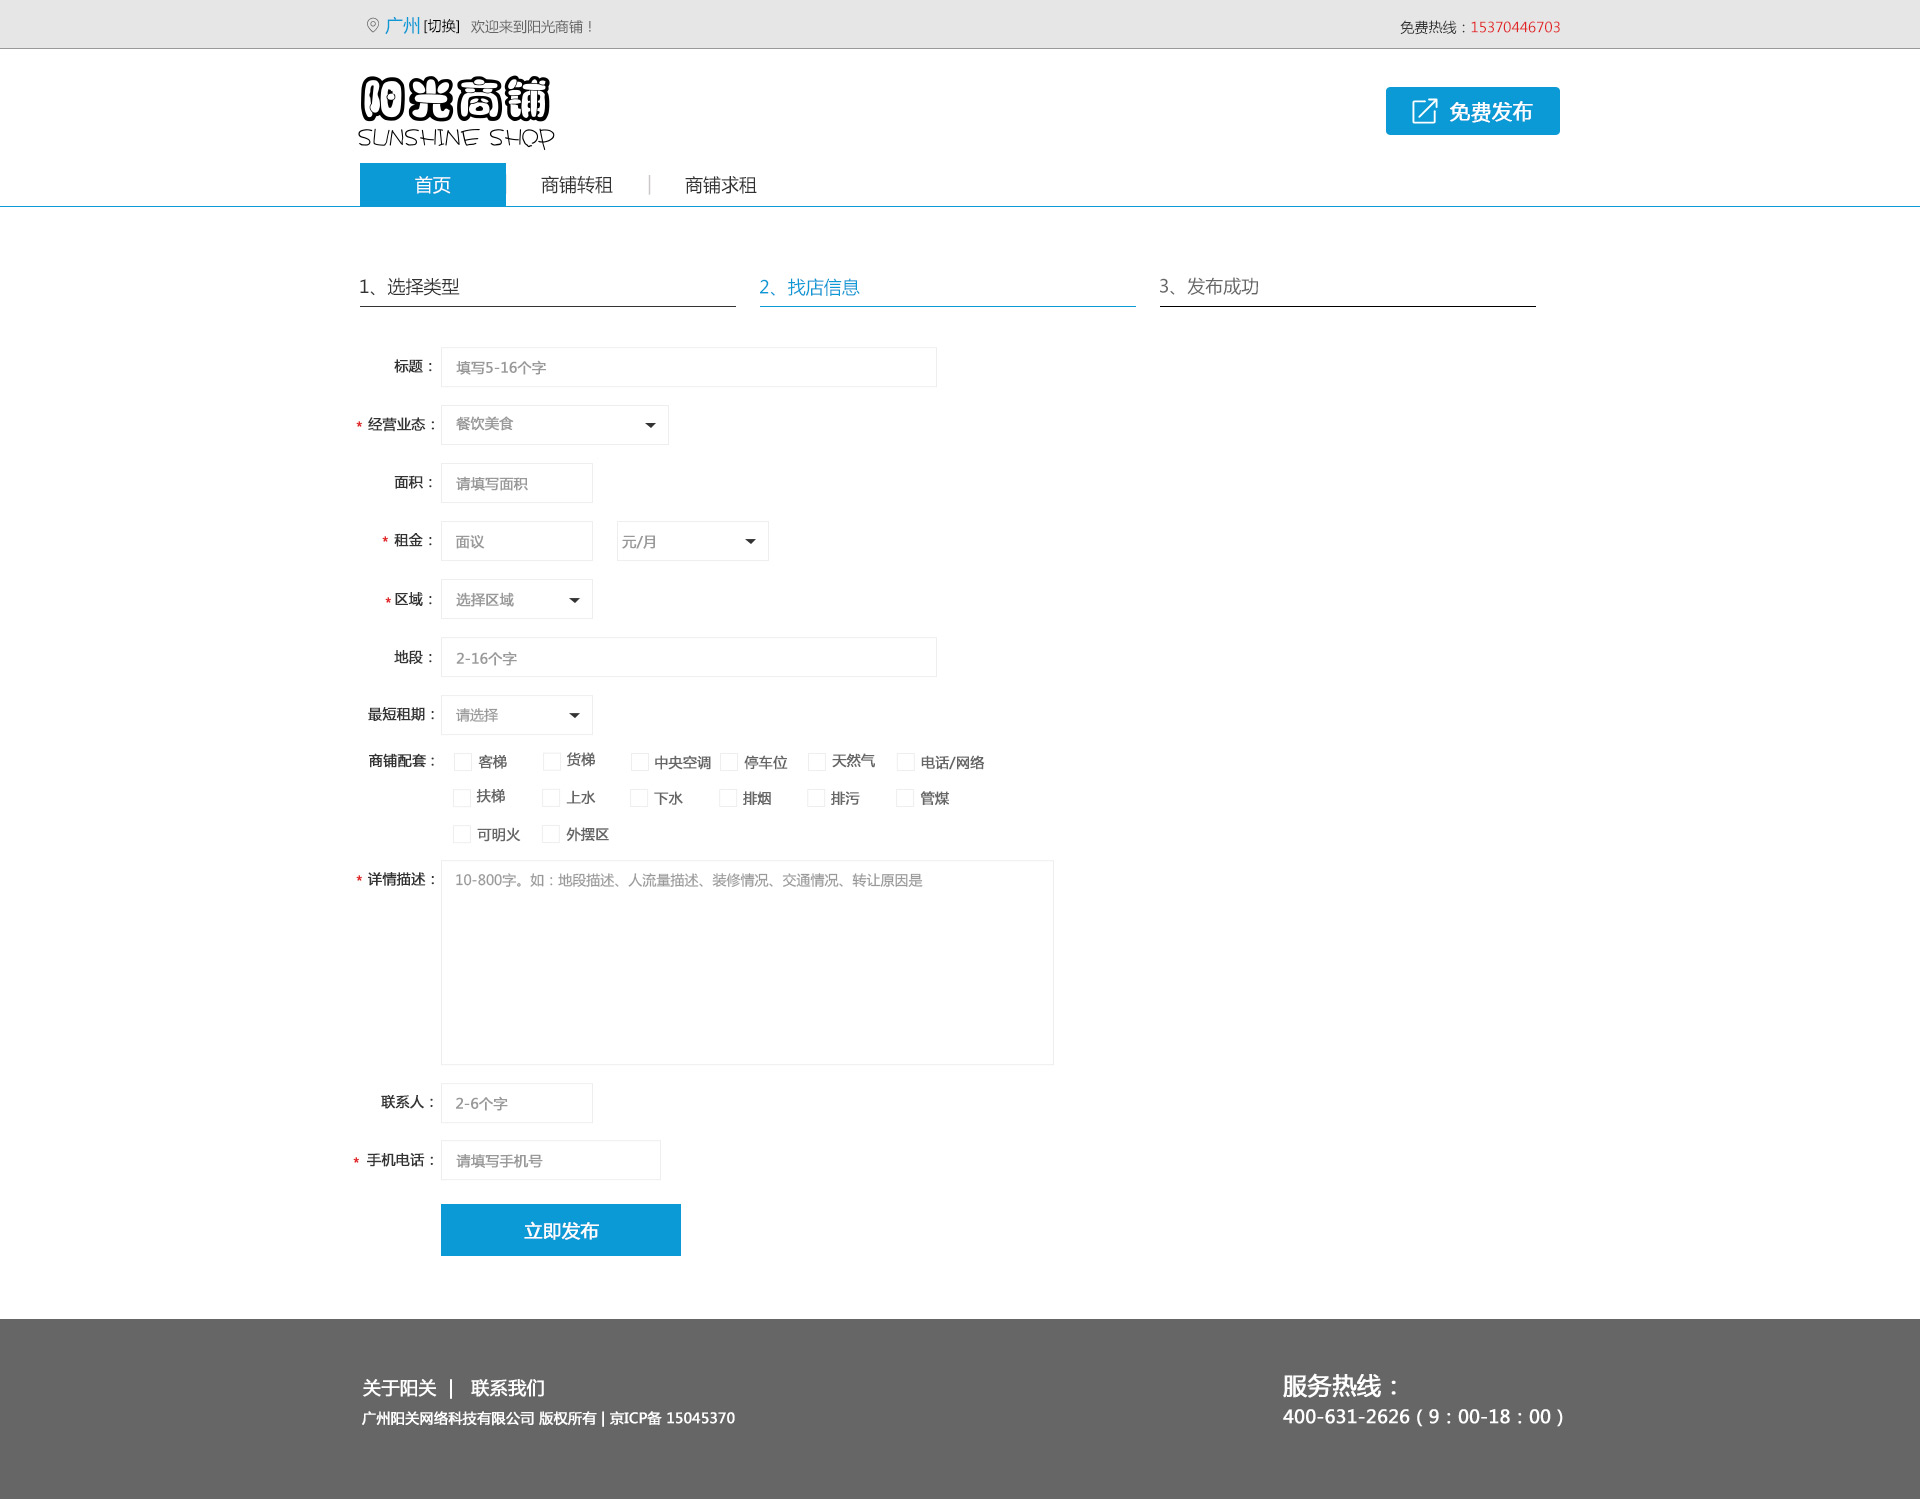 广州 [切换] 欢迎来到阳光商铺！
免费热线：15370446703
阳光商铺
SUNSHINE SHOP
免费发布
首页 | 商铺转租 | 商铺求租
1、选择类型
2、找店信息
3、发布成功
标题： 填写5-16个字
* 经营业态： 餐饮美食
面积： 请填写面积
* 租金： 面议 元/月
* 区域： 选择区域
地段： 2-16个字
最短租期： 请选择
商铺配套： 客梯 货梯 中央空调 停车位 天然气 电话/网络
扶梯 上水 下水 排烟 排污 管煤
可明火 外摆区
* 详情描述： 10-800字。如：地段描述、人流量描述、装修情况、交通情况、转让原因是
联系人： 2-6个字
* 手机电话： 请填写手机号
立即发布
关于阳关 | 联系我们
广州阳关网络科技有限公司 版权所有 | 京ICP备 15045370
服务热线：
400-631-2626（9：00-18：00）